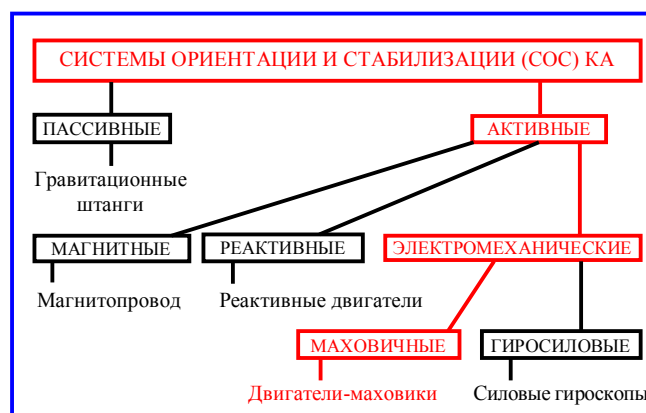 СИСТЕМЫ ОРИЕНТАЦИИ И СТАБИЛИЗАЦИИ (СОС) КА
ПАССИВНЫЕ
АКТИВНЫЕ
Гравитационные
штанги
МАГНИТНЫЕ
РЕАКТИВНЫЕ
ЭЛЕКТРОМЕХАНИЧЕСКИЕ
Магнитопровод
Реактивные двигатели
МАХОВИЧНЫЕ
ГИРОСИЛОВЫЕ
Двигатели-маховики
Силовые гироскопы